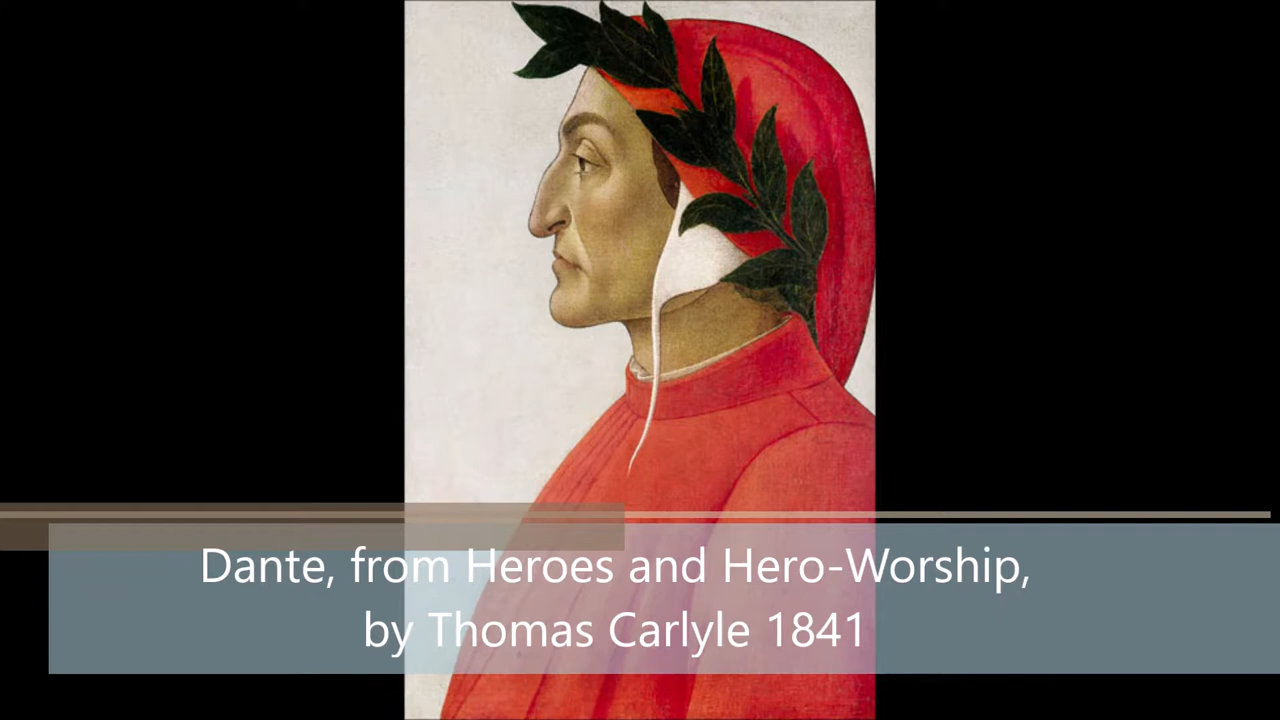 Dante, from Heroes and Hero-Worship,
by Thomas Carlyle 1841